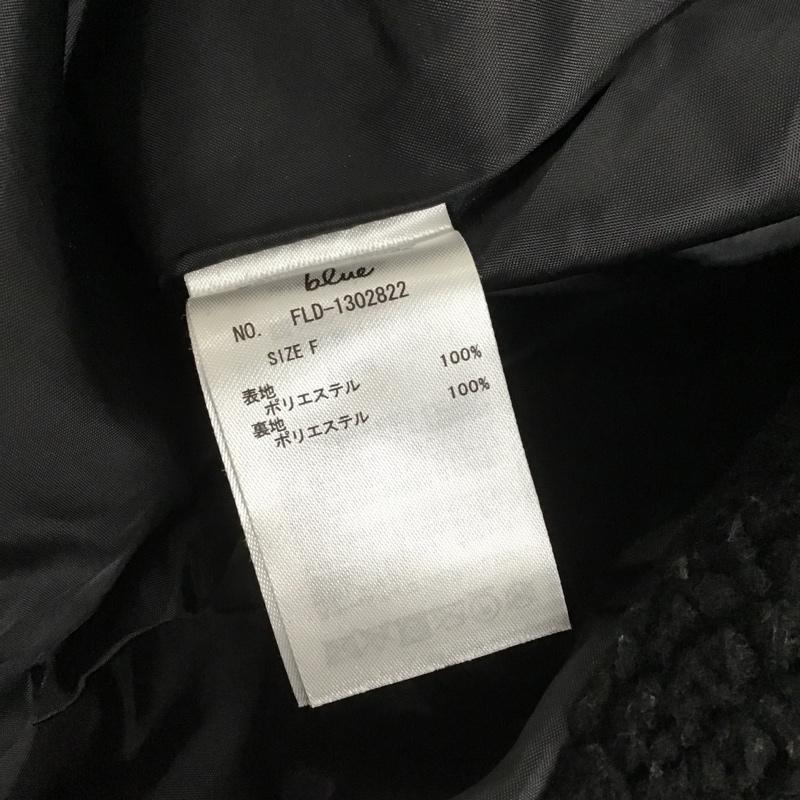 blue
NO. FLD-1302822
SIZE F
表地
ポリエステル 100%
裏地
ポリエステル 100%